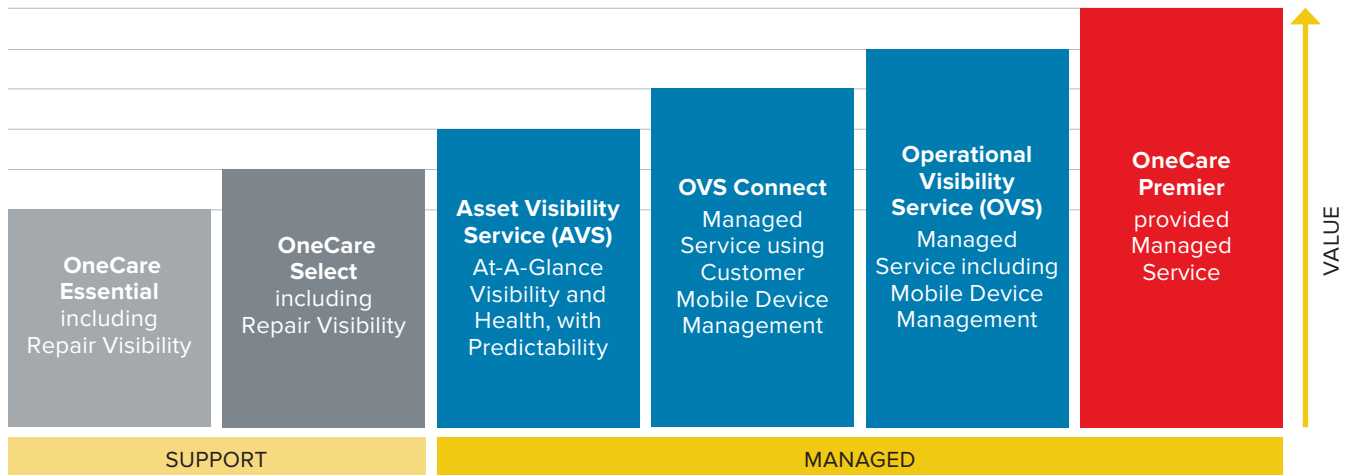 OneCare
Essential
including
Repair Visibility
OneCare
Select
including
Repair Visibility
Asset Visibility
Service (AVS)
At-A-Glance
Visibility and
Health, with
Predictability
OVS Connect
Managed
Service using
Customer
Mobile Device
Management
Operational
Visibility
Service (OVS)
Managed
Service including
Mobile Device
Management
OneCare
Premier
provided
Managed
Service
VALUE
SUPPORT
MANAGED